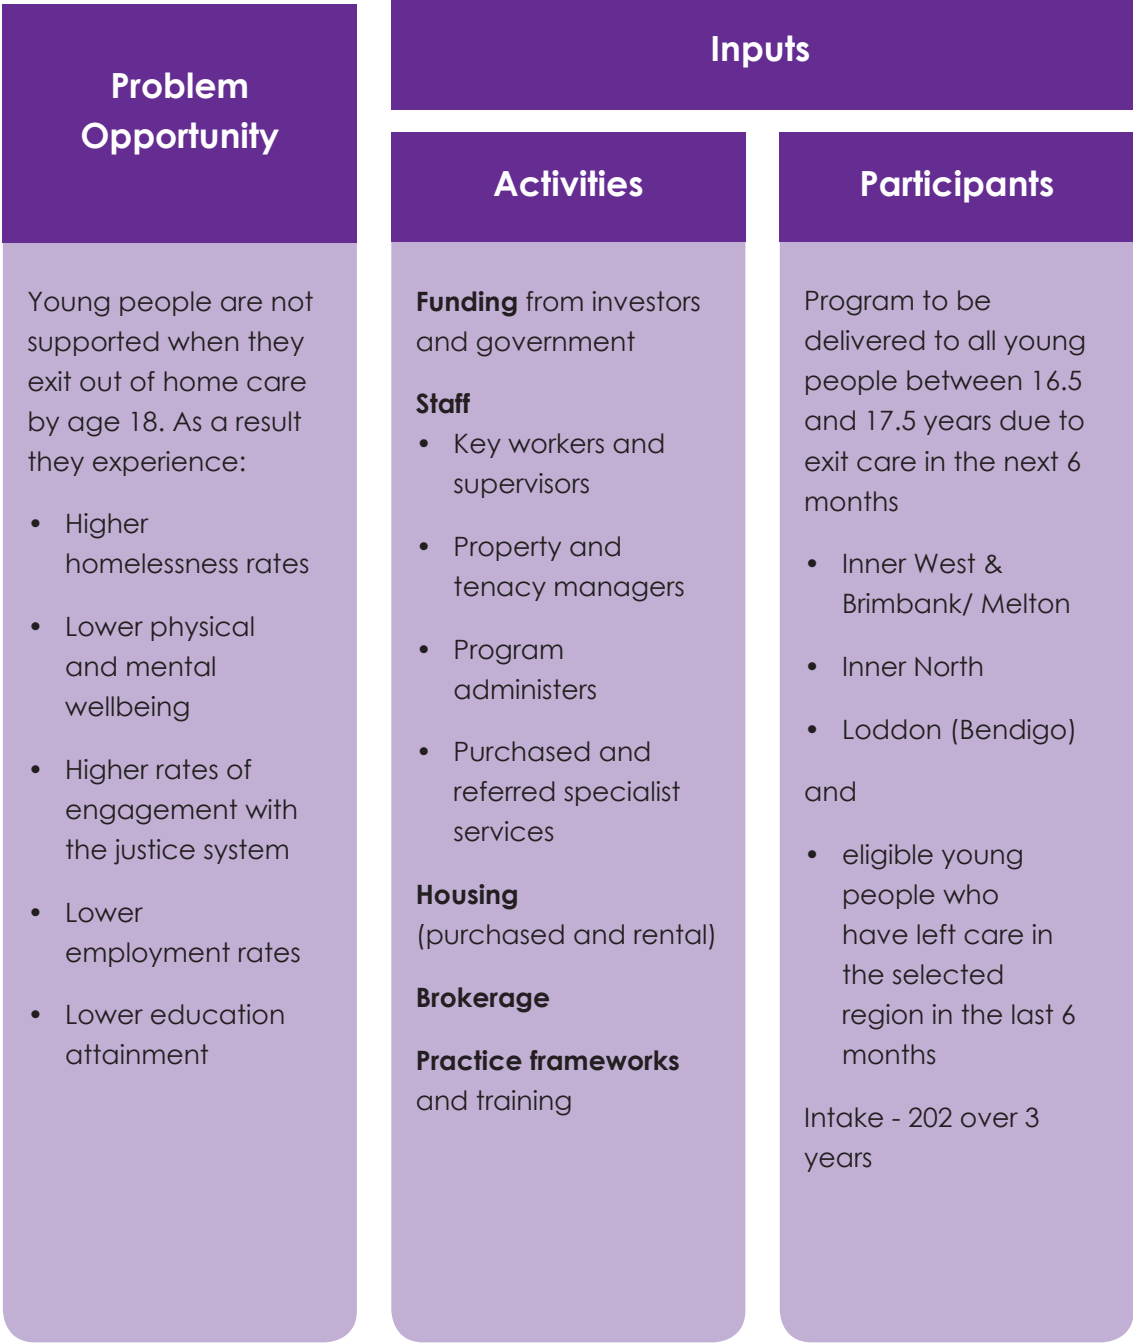 Problem
Opportunity
Young people are not
supported when they
exit out of home care
by age 18. As a result
they experience:
• Higher
homelessness rates
• Lower physical
and mental
wellbeing
• Higher rates of
engagement with
the justice system
• Lower
employment rates
• Lower education
attainment
Inputs
Activities
Funding from investors
and government
Staff
• Key workers and
supervisors
• Property and
tenacy managers
• Program
administers
• Purchased and
referred specialist
services
Housing
(purchased and rental)
Brokerage
Practice frameworks
and training
Participants
Program to be
delivered to all young
people between 16.5
and 17.5 years due to
exit care in the next 6
months
• Inner West &
Brimbank/ Melton
• Inner North
• Loddon (Bendigo)
and
• eligible young
people who
have left care in
the selected
region in the last 6
months
Intake - 202 over 3
years